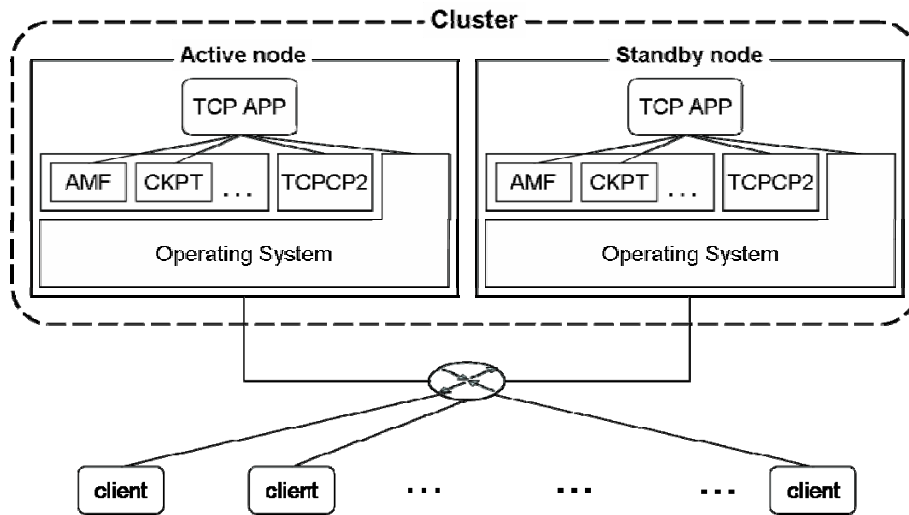 Cluster
Active node
Standby node
TCP APP
TCP APP
AMF
CKPT
...
TCPCP2
AMF
CKPT
...
TCPCP2
Operating System
Operating System
client
client
...
...
...
client